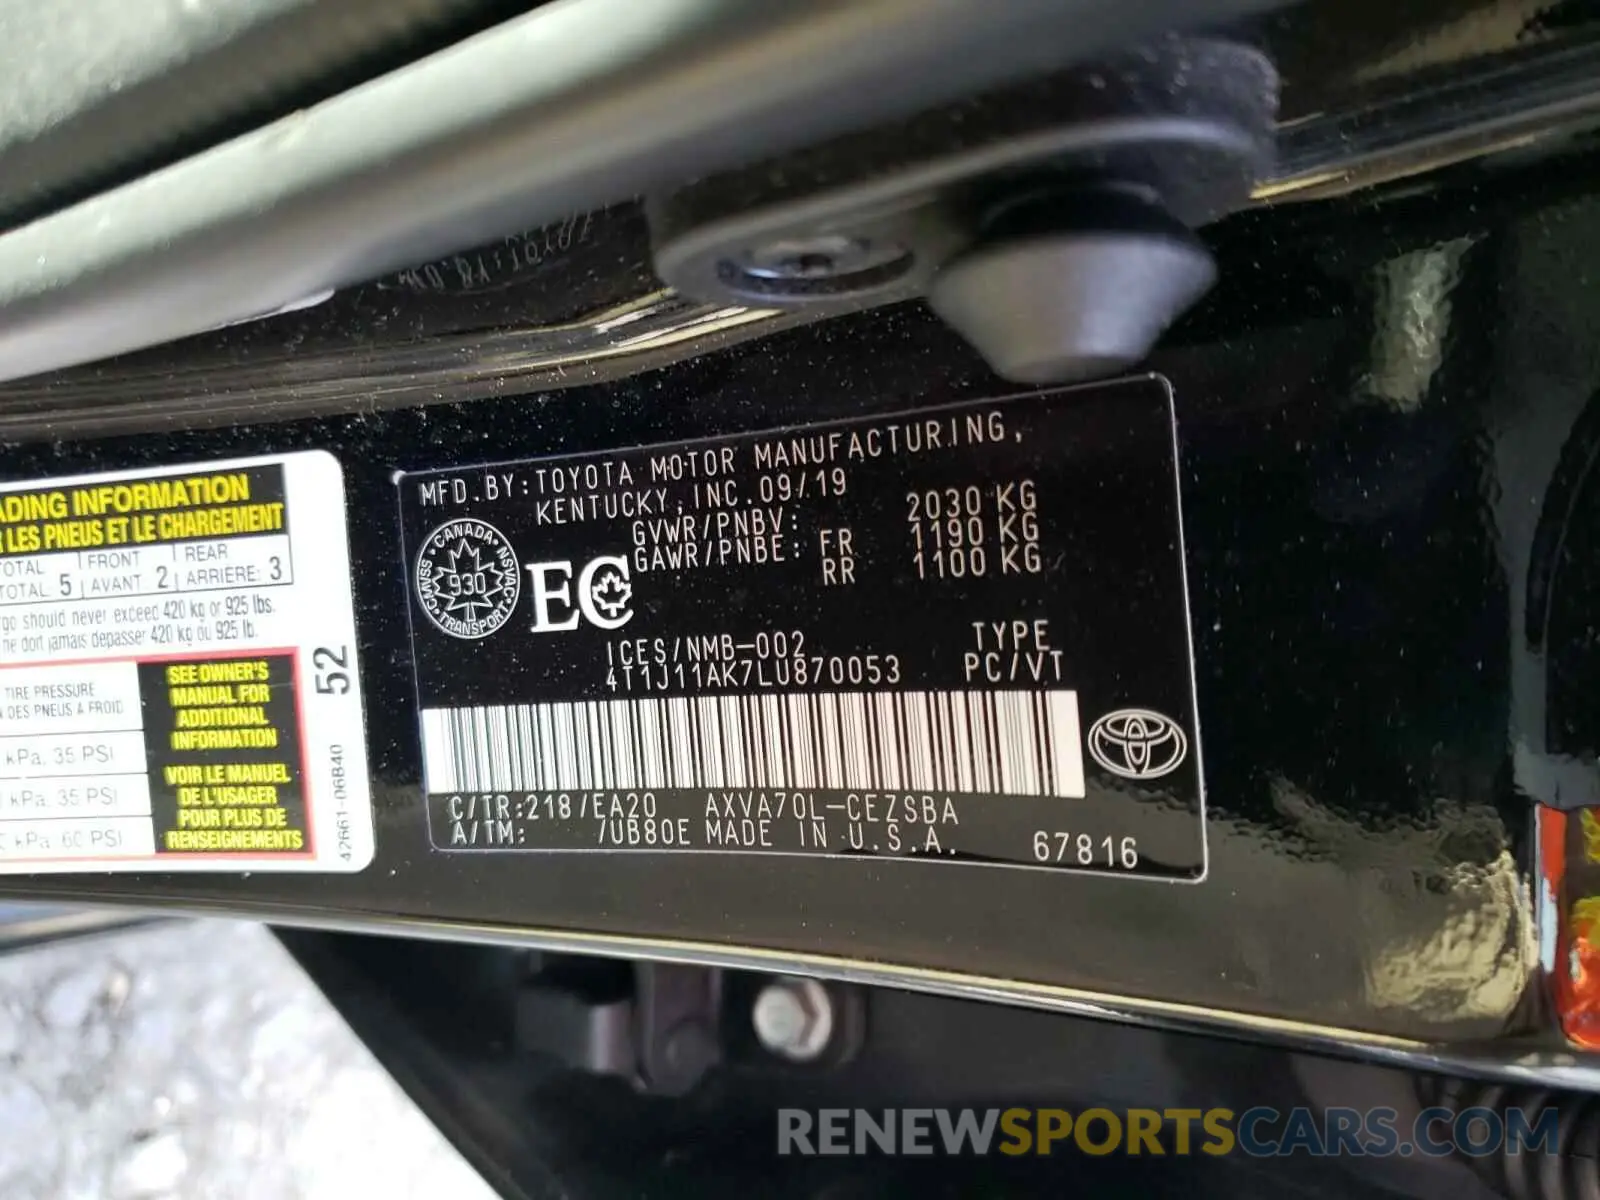 ADING INFORMATION
LES PNEUS ET LE CHARGEMENT
TOTAL FRONT REAR
TOTAL: 5 AVANT: 2 ARRIÈRE: 3
should never exceed 420 kg or 925 lbs.
ne doit jamais dépasser 420 kg ou 925 lb.
TIRE PRESSURE
DES PNEUS À FROID
kPa, 35 PSI
kPa, 35 PSI
kPa, 60 PSI
SEE OWNER'S
MANUAL FOR
ADDITIONAL
INFORMATION
VOIR LE MANUEL
DE L'USAGER
POUR PLUS DE
RENSEIGNEMENTS
52
42661-06B40
MFD.BY:TOYOTA MOTOR MANUFACTURING,
KENTUCKY,INC.09/19
GVWR/PNBV: 2030 KG
GAWR/PNBE: FR 1190 KG
RR 1100 KG
CANADA NSVAC TRANSPORT CMVSS
930
EC
ICES/NMB-002 TYPE
4T1J11AK7LU870053 PC/VT
C/TR:218/EA20 AXVA70L-CEZSBA
A/TM: /UB80E MADE IN U.S.A.
67816
RENEWSPORTSCARS.COM